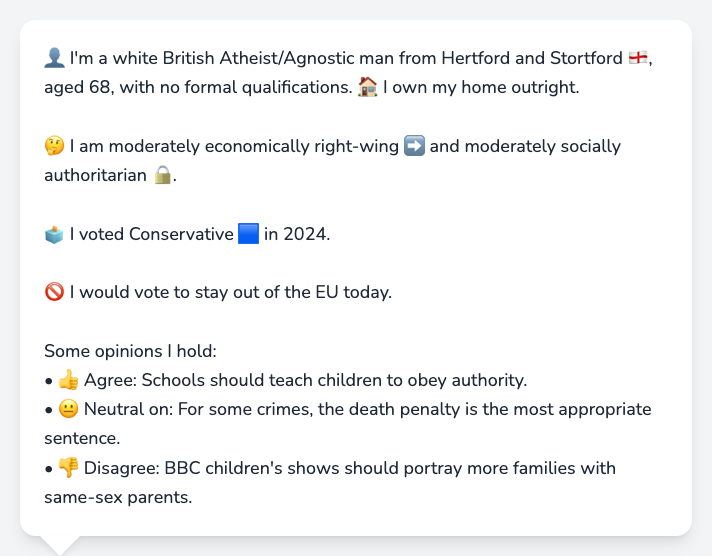 👤 I'm a white British Atheist/Agnostic man from Hertford and Stortford 🏴󠁧󠁢󠁥󠁮󠁧󠁿,
aged 68, with no formal qualifications. 🏠 I own my home outright.
🤔 I am moderately economically right-wing ➡️ and moderately socially
authoritarian 🔒.
🗳️ I voted Conservative 🟦 in 2024.
🚫 I would vote to stay out of the EU today.
Some opinions I hold:
• 👍 Agree: Schools should teach children to obey authority.
• 😐 Neutral on: For some crimes, the death penalty is the most appropriate
sentence.
• 👎 Disagree: BBC children's shows should portray more families with
same-sex parents.